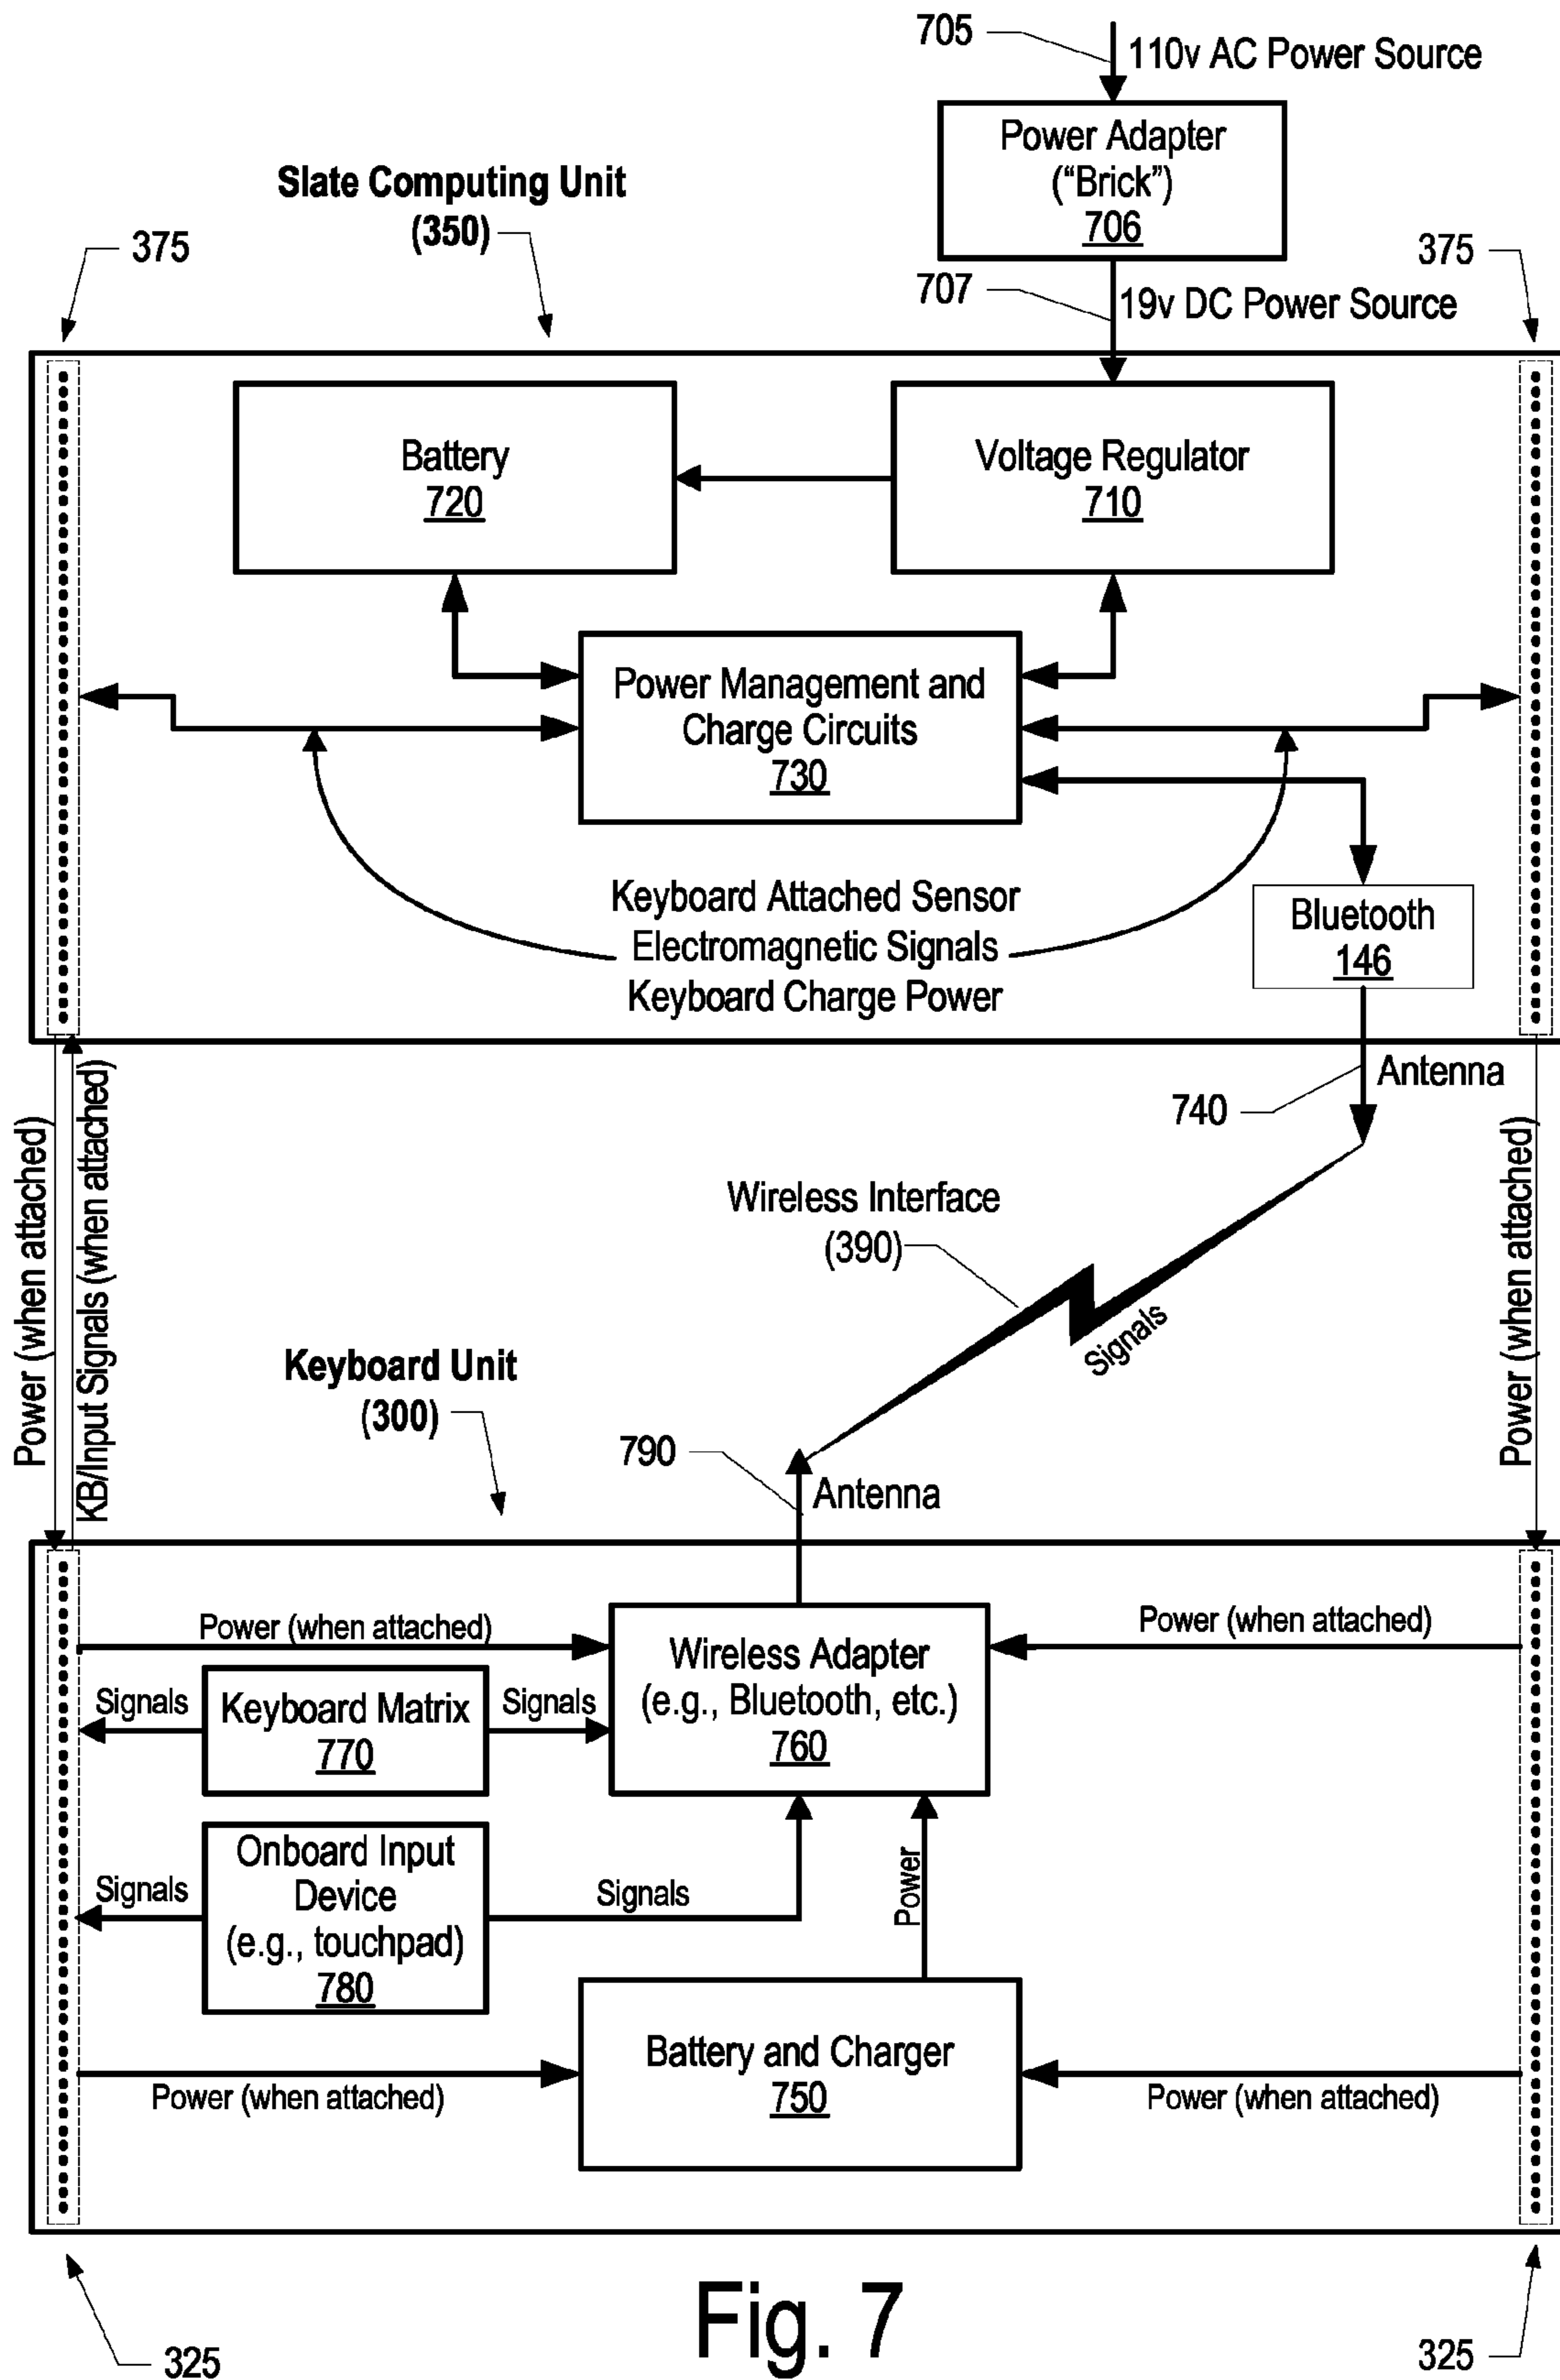 705
110v AC Power Source
Power Adapter
(“Brick”)
706
Slate Computing Unit
(350)
375
375
707
19v DC Power Source
Battery
720
Voltage Regulator
710
Power Management and
Charge Circuits
730
Keyboard Attached Sensor
Electromagnetic Signals
Keyboard Charge Power
Bluetooth
146
Antenna
740
Power (when attached)
KB/Input Signals (when attached)
Power (when attached)
Wireless Interface
(390)
Signals
Keyboard Unit
(300)
790
Antenna
Power (when attached)
Power (when attached)
Wireless Adapter
(e.g., Bluetooth, etc.)
760
Signals
Keyboard Matrix
770
Signals
Signals
Onboard Input
Device
(e.g., touchpad)
780
Signals
Power
Battery and Charger
750
Power (when attached)
Power (when attached)
325
Fig. 7
325